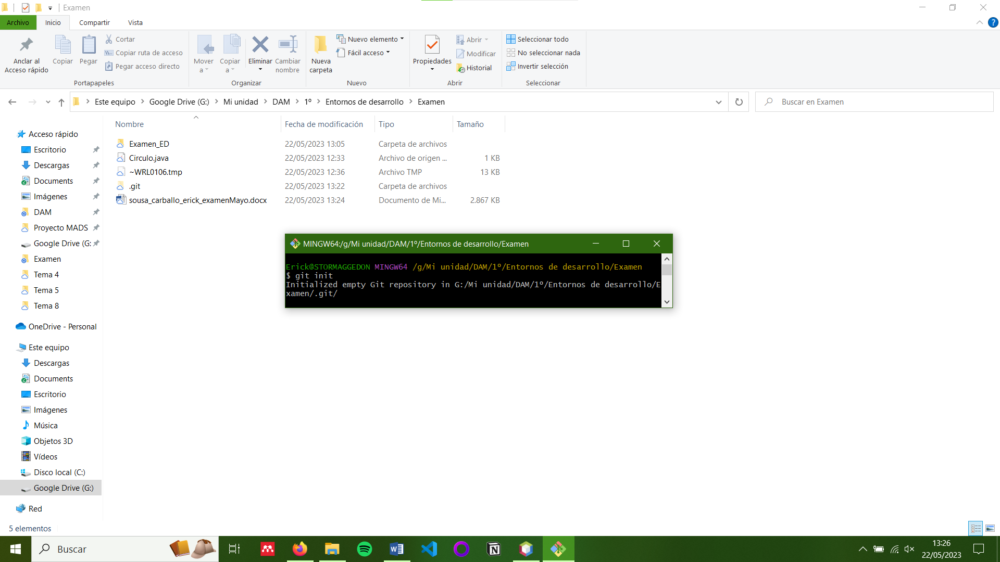 Examen
Archivo
Inicio
Compartir
Vista
?
Anclar al
Acceso rápido
Copiar
Pegar
Cortar
Copiar ruta de acceso
Pegar acceso directo
Portapapeles
Mover
a
Copiar
a
Eliminar
Cambiar
nombre
Organizar
Nueva
carpeta
Nuevo elemento
Fácil acceso
Nuevo
Propiedades
Abrir
Modificar
Historial
Abrir
Seleccionar todo
No seleccionar nada
Invertir selección
Seleccionar
Este equipo
Google Drive (G:)
Mi unidad
DAM
1º
Entornos de desarrollo
Examen
Buscar en Examen
Nombre
Fecha de modificación
Tipo
Tamaño
Examen_ED 22/05/2023 13:05 Carpeta de archivos
Circulo.java 22/05/2023 12:33 Archivo de origen ... 1 KB
~WRL0106.tmp 22/05/2023 12:36 Archivo TMP 13 KB
.git 22/05/2023 13:22 Carpeta de archivos
sousa_carballo_erick_examenMayo.docx 22/05/2023 13:24 Documento de Mi... 2.867 KB
Acceso rápido
Escritorio
Descargas
Documents
Imágenes
DAM
Proyecto MADS
Google Drive (G:
Examen
Tema 4
Tema 5
Tema 8
OneDrive - Personal
Este equipo
Descargas
Documents
Escritorio
Imágenes
Música
Objetos 3D
Vídeos
Disco local (C:)
Google Drive (G:)
Red
MINGW64:/g/Mi unidad/DAM/1º/Entornos de desarrollo/Examen
Erick@STORMAGGEDON MINGW64 /g/Mi unidad/DAM/1º/Entornos de desarrollo/Examen
$ git init
Initialized empty Git repository in G:/Mi unidad/DAM/1º/Entornos de desarrollo/E
xamen/.git/
5 elementos
Buscar
13:26
22/05/2023